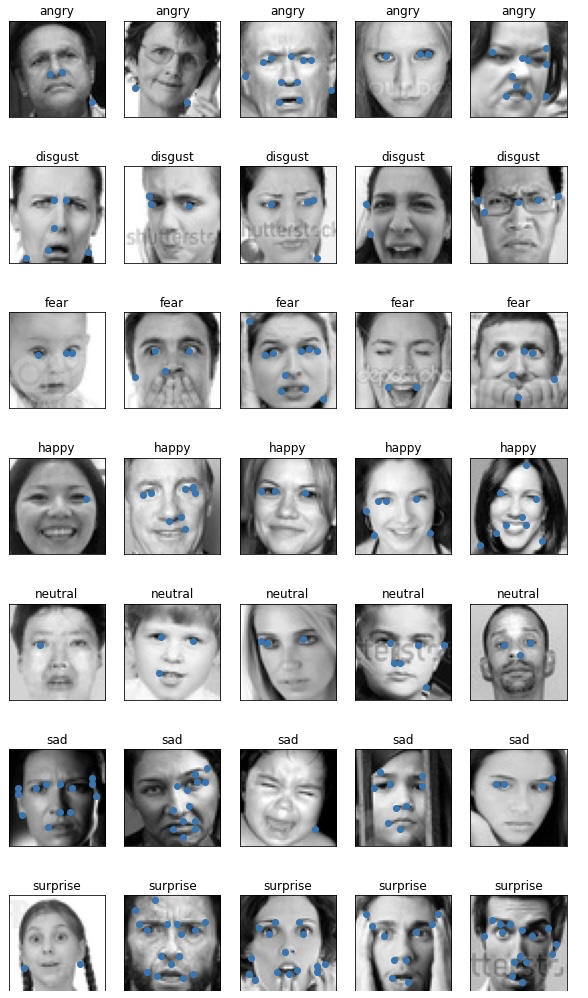 angry angry angry angry angry
disgust disgust disgust disgust disgust
shutterstock
fear fear fear fear fear
happy happy happy happy happy
neutral neutral neutral neutral neutral
sad sad sad sad sad
surprise surprise surprise surprise surprise